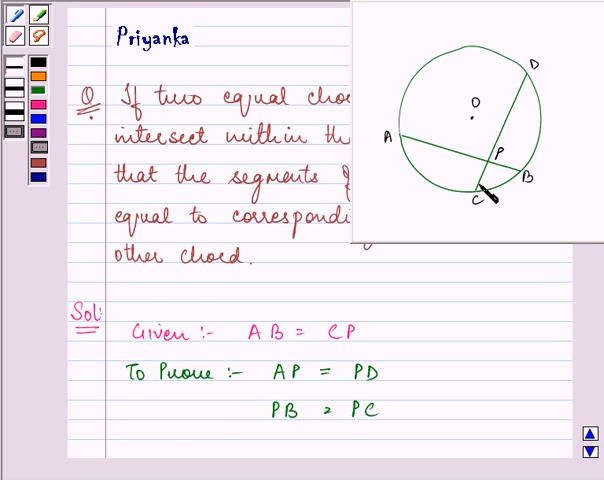 Priyanka
Q If two equal cho
intersect within th
that the segments of
equal to correspondi
other chord.
Sol:
Given :- AB = CP
To Prove :- AP = PD
PB = PC
D
O
A
P
B
C